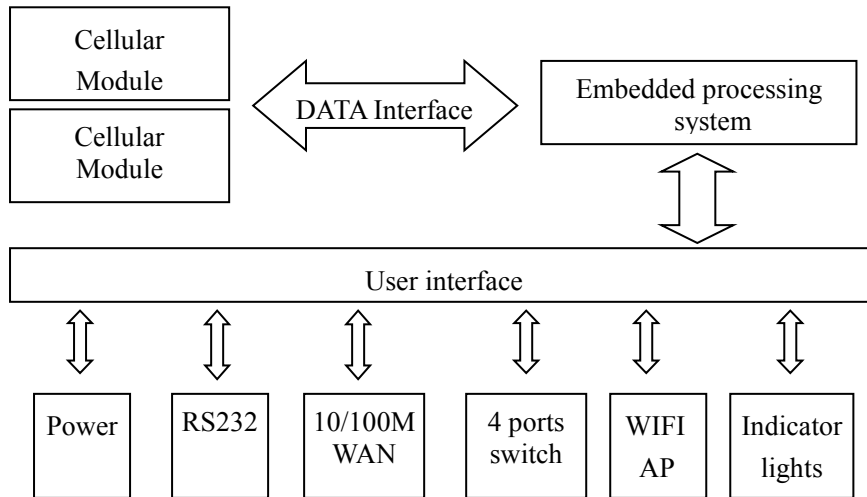 Cellular
Module
DATA Interface
Embedded processing
system
Cellular
Module
User interface
Power
RS232
10/100M
WAN
4 ports
switch
WIFI
AP
Indicator
lights